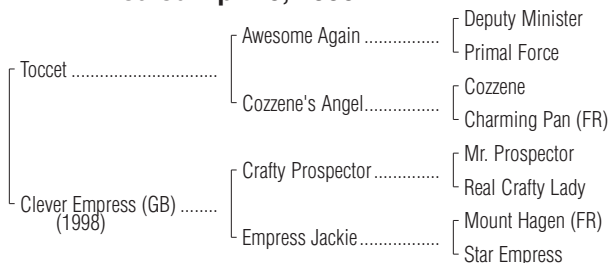 Deputy Minister
Awesome Again ................
Primal Force
Toccet ...............................
Cozzene
Cozzene's Angel ................
Charming Pan (FR)
Mr. Prospector
Crafty Prospector ..............
Real Crafty Lady
Clever Empress (GB) ........
(1998)
Mount Hagen (FR)
Empress Jackie .................
Star Empress